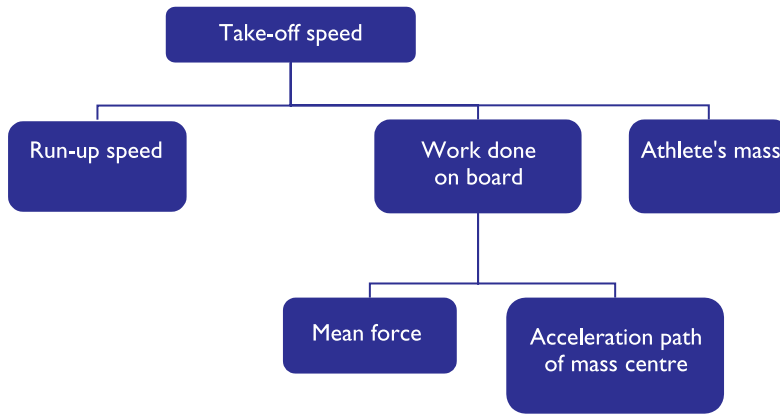 Take-off speed
Run-up speed
Work done
on board
Athlete's mass
Mean force
Acceleration path
of mass centre